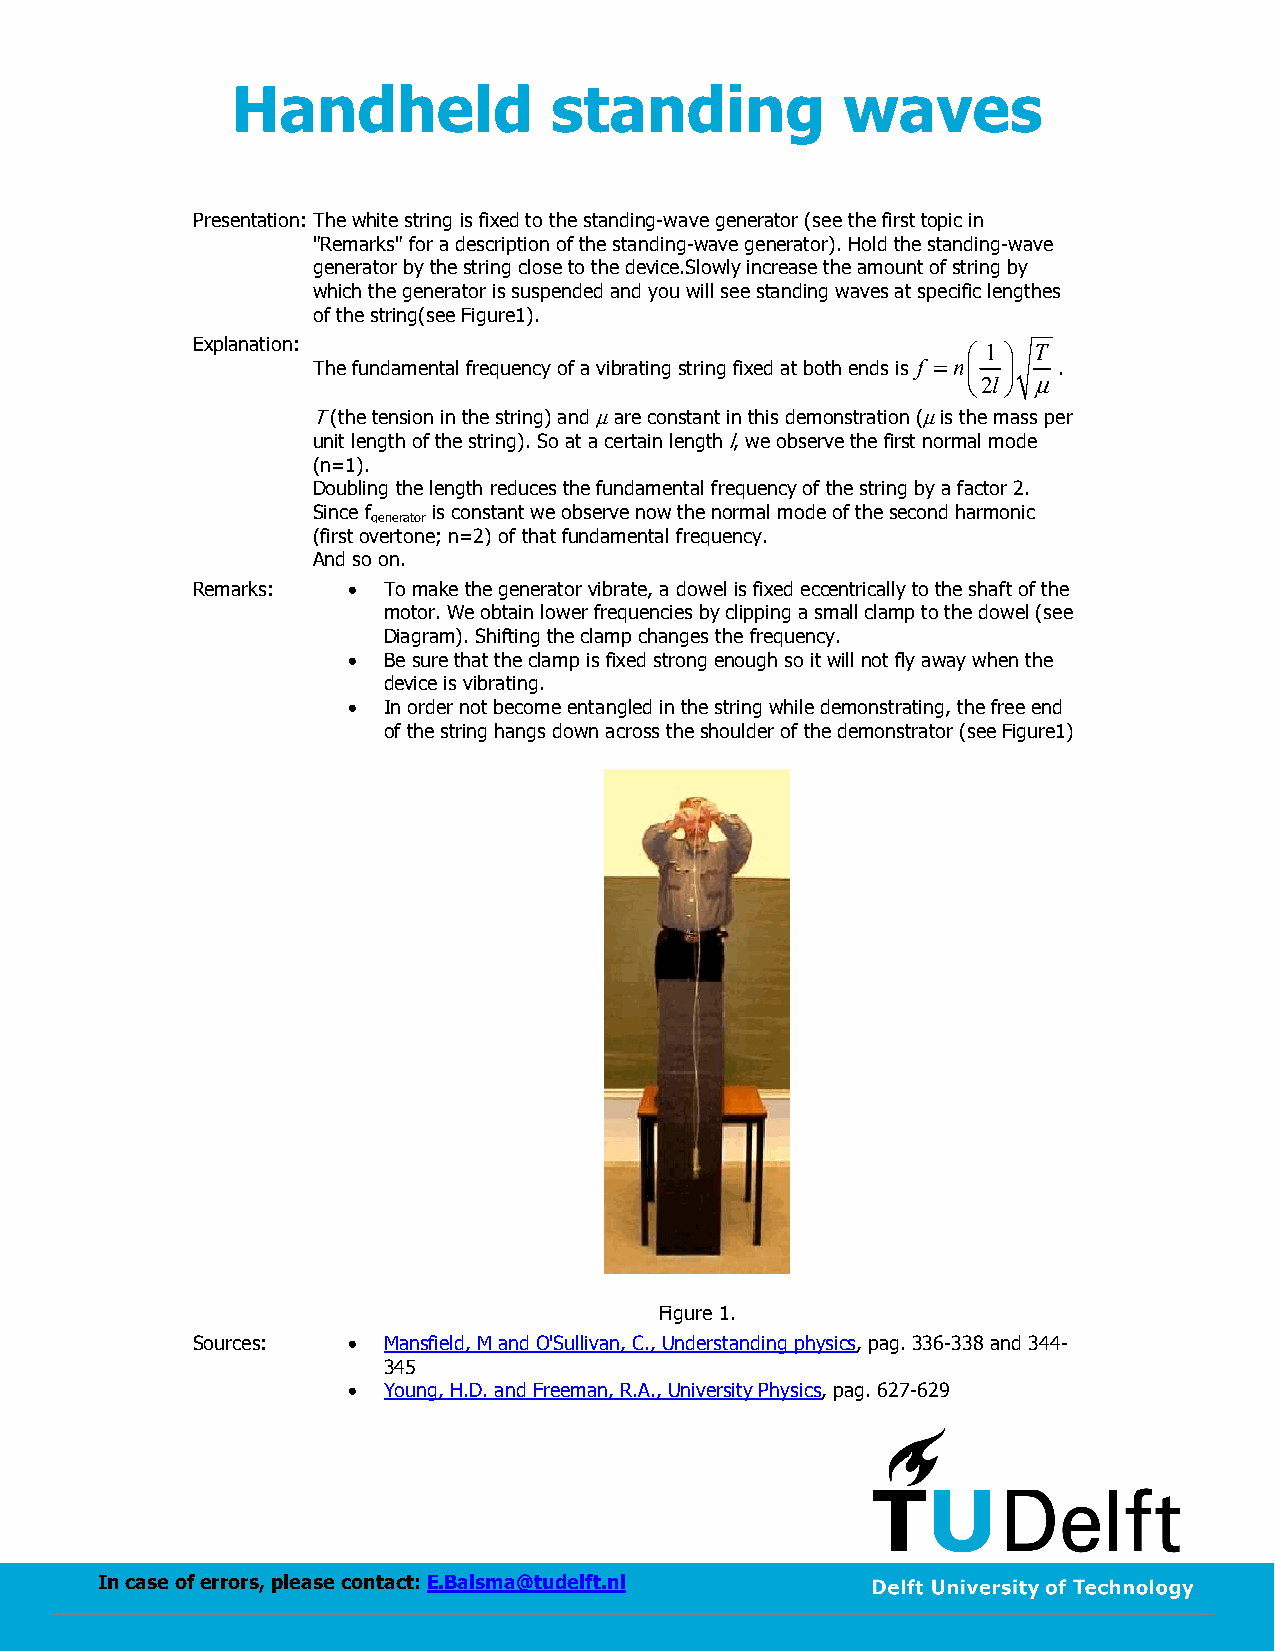 Handheld standing waves
Presentation: The white string is fixed to the standing-wave generator (see the first topic in
"Remarks" for a description of the standing-wave generator). Hold the standing-wave
generator by the string close to the device.Slowly increase the amount of string by
which the generator is suspended and you will see standing waves at specific lengthes
of the string(see Figure1).
Explanation:
The fundamental frequency of a vibrating string fixed at both ends is f = n(1/2l)√(T/μ) .
T (the tension in the string) and μ are constant in this demonstration (μ is the mass per
unit length of the string). So at a certain length l, we observe the first normal mode
(n=1).
Doubling the length reduces the fundamental frequency of the string by a factor 2.
Since fgenerator is constant we observe now the normal mode of the second harmonic
(first overtone; n=2) of that fundamental frequency.
And so on.
Remarks: • To make the generator vibrate, a dowel is fixed eccentrically to the shaft of the
motor. We obtain lower frequencies by clipping a small clamp to the dowel (see
Diagram). Shifting the clamp changes the frequency.
• Be sure that the clamp is fixed strong enough so it will not fly away when the
device is vibrating.
• In order not become entangled in the string while demonstrating, the free end
of the string hangs down across the shoulder of the demonstrator (see Figure1)
Figure 1.
Sources: • Mansfield, M and O'Sullivan, C., Understanding physics, pag. 336-338 and 344-
345
• Young, H.D. and Freeman, R.A., University Physics, pag. 627-629
TUDelft
In case of errors, please contact: E.Balsma@tudelft.nl
Delft University of Technology